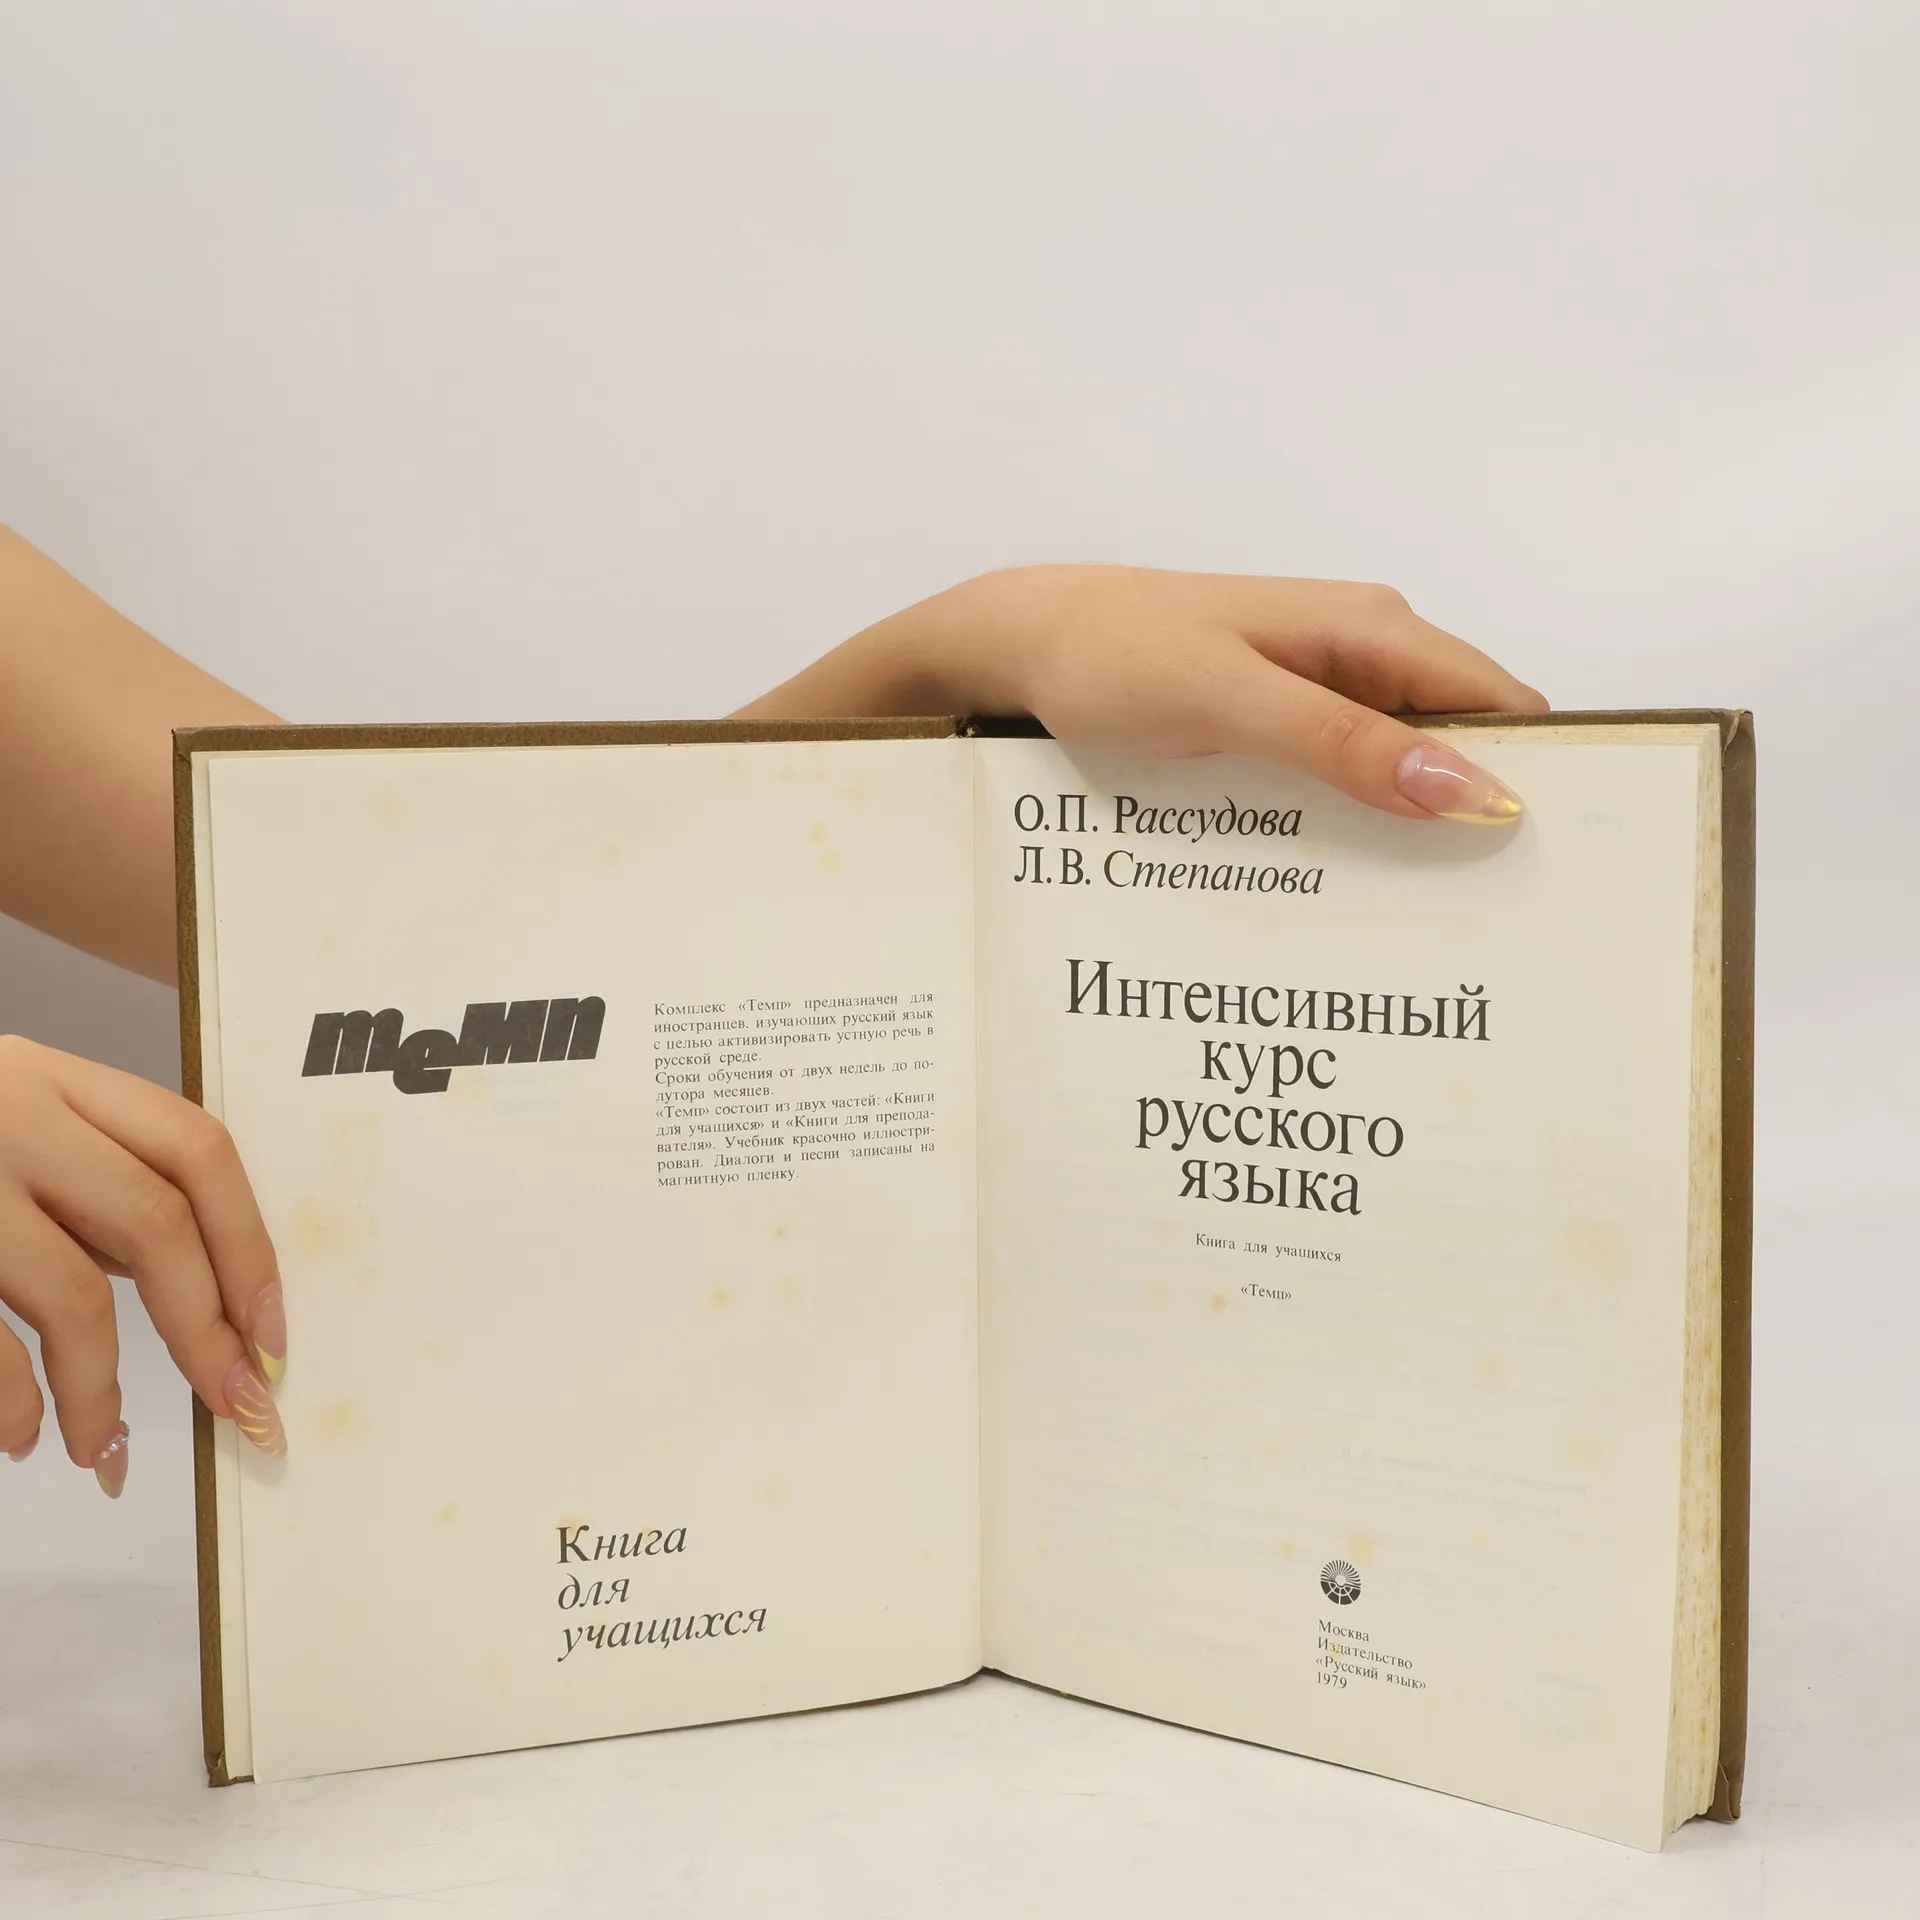 темп
Комплекс «Темп» предназначен для
иностранцев, изучающих русский язык
с целью активизировать устную речь в
русской среде.
Сроки обучения от двух недель до по-
лутора месяцев.
«Темп» состоит из двух частей: «Книги
для учащихся» и «Книги для препода-
вателя». Учебник красочно иллюстри-
рован. Диалоги и песни записаны на
магнитную пленку.
Книга
для
учащихся
О.П. Рассудова
Л.В. Степанова
Интенсивный
курс
русского
языка
Книга для учащихся
«Темп»
Москва
Издательство
«Русский язык»
1979